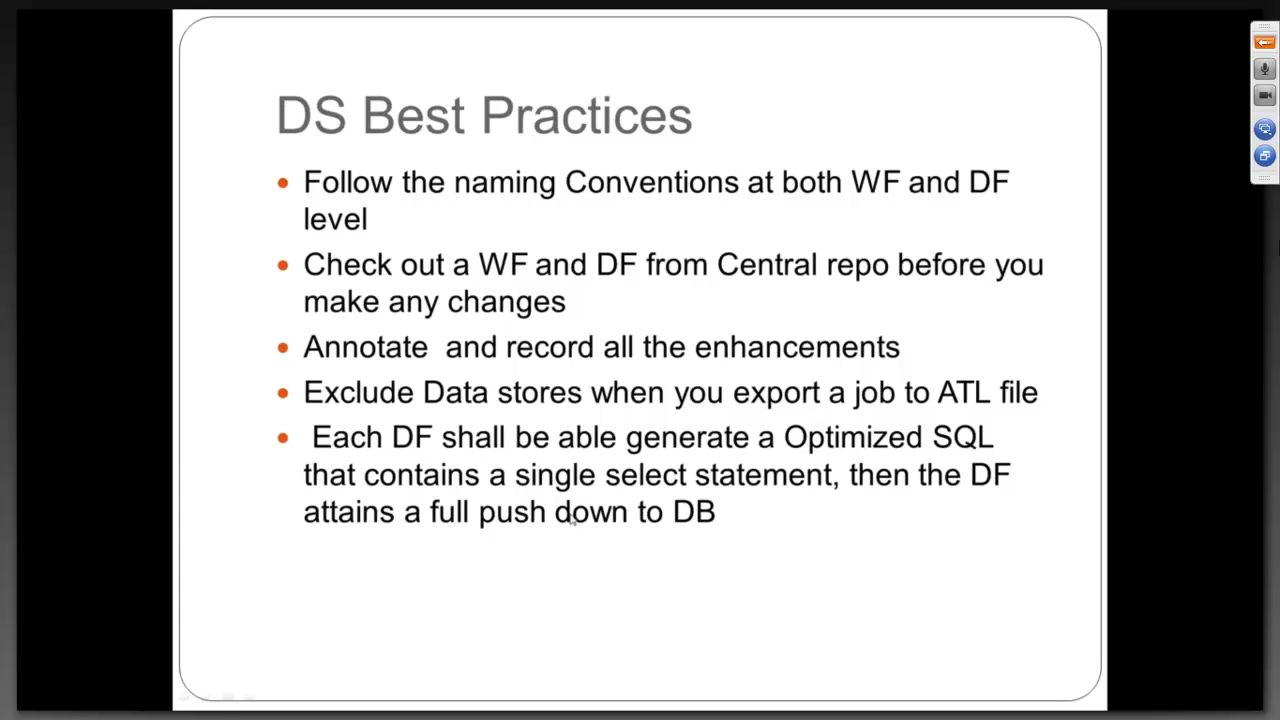 DS Best Practices
• Follow the naming Conventions at both WF and DF
level
• Check out a WF and DF from Central repo before you
make any changes
• Annotate  and record all the enhancements
• Exclude Data stores when you export a job to ATL file
• Each DF shall be able generate a Optimized SQL
that contains a single select statement, then the DF
attains a full push down to DB